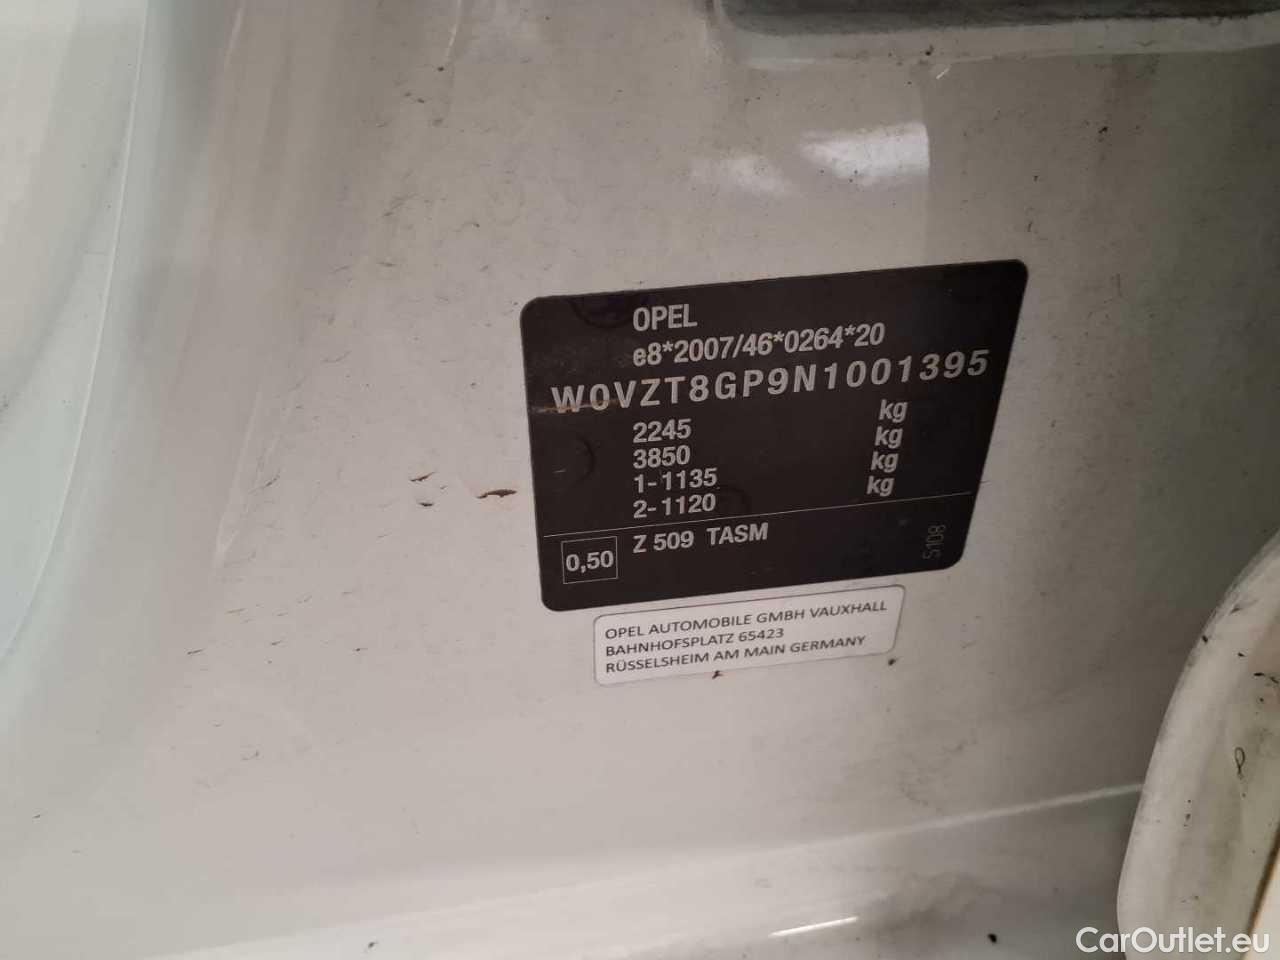 OPEL
e8*2007/46*0264*20
W0VZT8GP9N1001395
2245 kg
3850 kg
1-1135 kg
2-1120 kg
0,50 Z 509 TASM
5108
OPEL AUTOMOBILE GMBH VAUXHALL
BAHNHOFSPLATZ 65423
RÜSSELSHEIM AM MAIN GERMANY
CarOutlet.eu